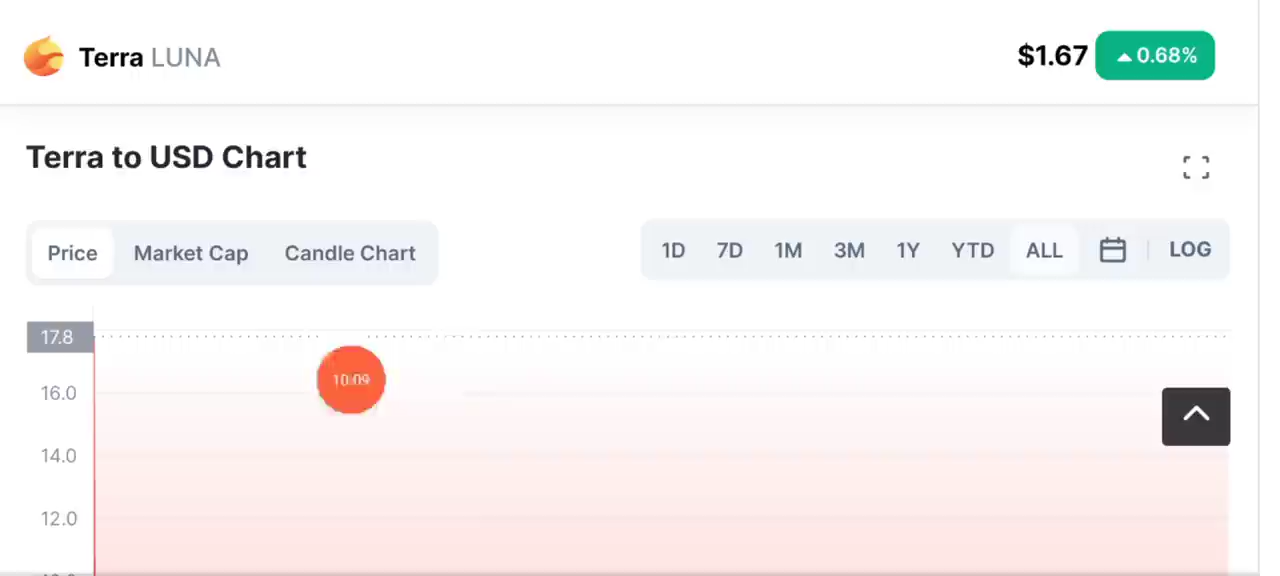 Terra LUNA $1.67 ▲0.68%
Terra to USD Chart
Price Market Cap Candle Chart 1D 7D 1M 3M 1Y YTD ALL LOG
17.8
10:09
16.0
14.0
12.0